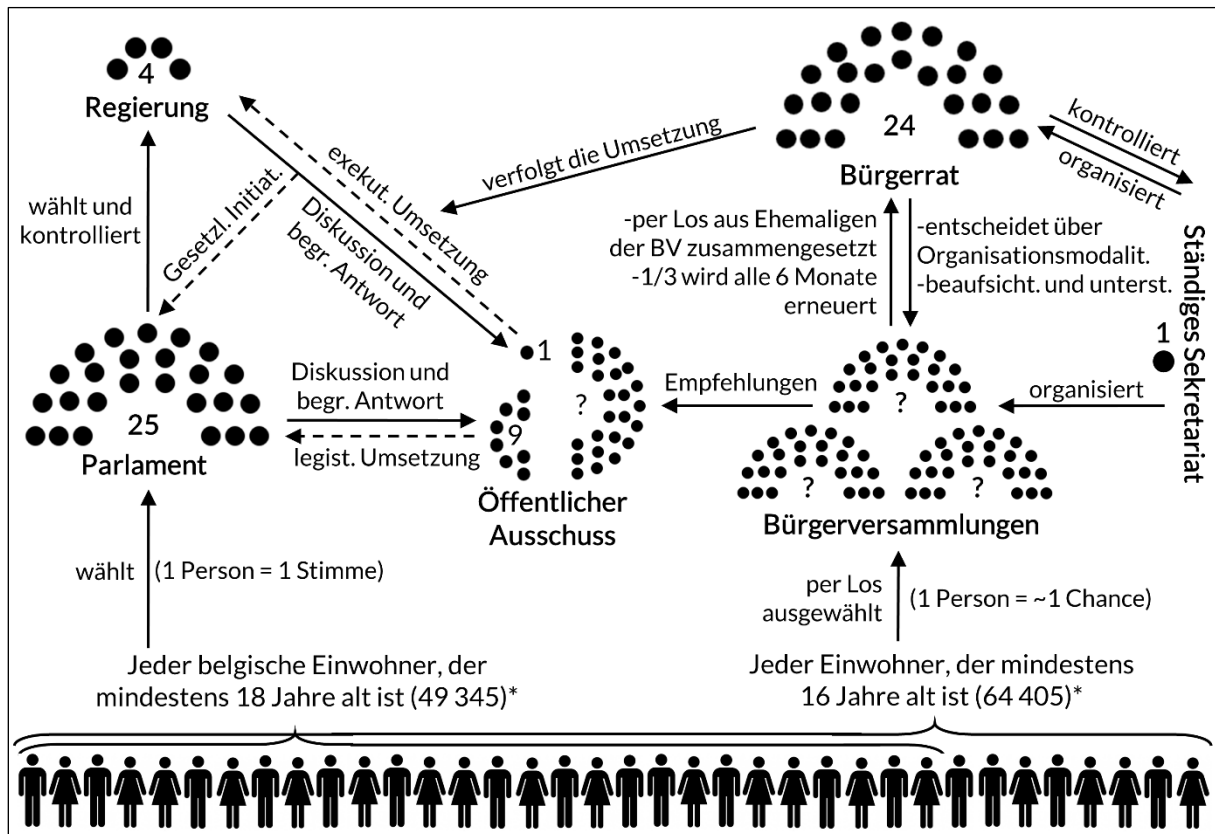 4
Regierung
wählt und
kontrolliert
Gesetzl. Initiat.
exekut. Umsetzung
Diskussion und
begr. Antwort
verfolgt die Umsetzung
24
Bürgerrat
kontrolliert
organisiert
-per Los aus Ehemaligen
der BV zusammengesetzt
-1/3 wird alle 6 Monate
erneuert
-entscheidet über
Organisationsmodalit.
-beaufsicht. und unterst.
Ständiges Sekretariat
1
25
Parlament
Diskussion und
begr. Antwort
legist. Umsetzung
1
?
9
Öffentlicher
Ausschuss
Empfehlungen
?
?
?
Bürgerversammlungen
organisiert
wählt
(1 Person = 1 Stimme)
per Los
ausgewählt
(1 Person = ~1 Chance)
Jeder belgische Einwohner, der
mindestens 18 Jahre alt ist (49 345)*
Jeder Einwohner, der mindestens
16 Jahre alt ist (64 405)*